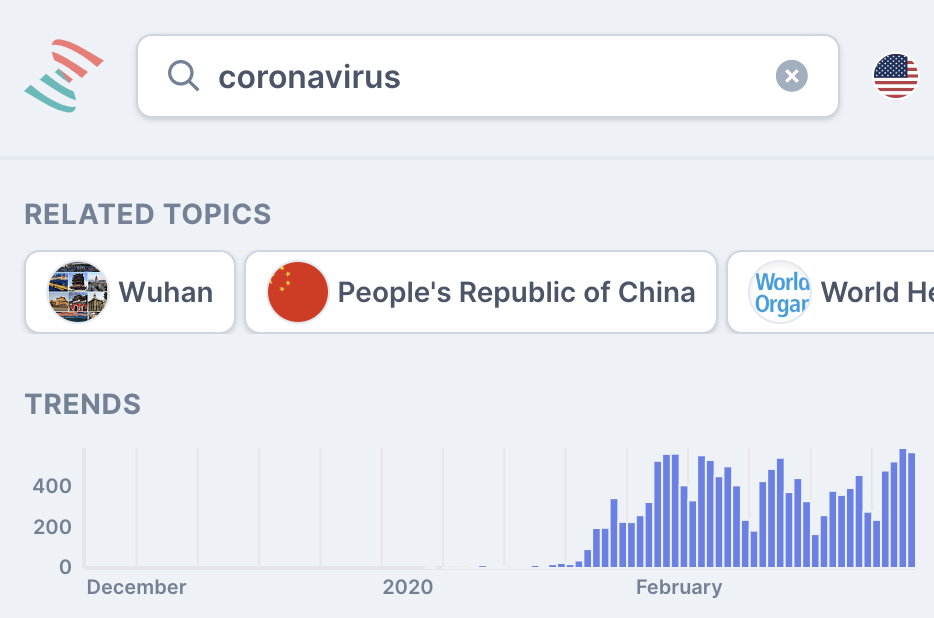 coronavirus
RELATED TOPICS
Wuhan
People's Republic of China
World
Organ
World He
TRENDS
400
200
0
December
2020
February